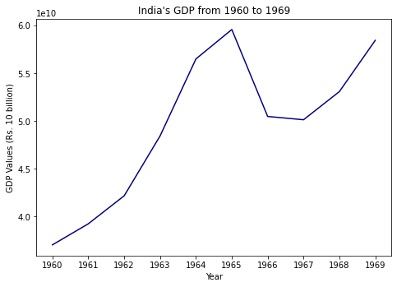 India's GDP from 1960 to 1969
1e10
6.0
5.5
5.0
4.5
4.0
GDP Values (Rs. 10 billion)
1960 1961 1962 1963 1964 1965 1966 1967 1968 1969
Year